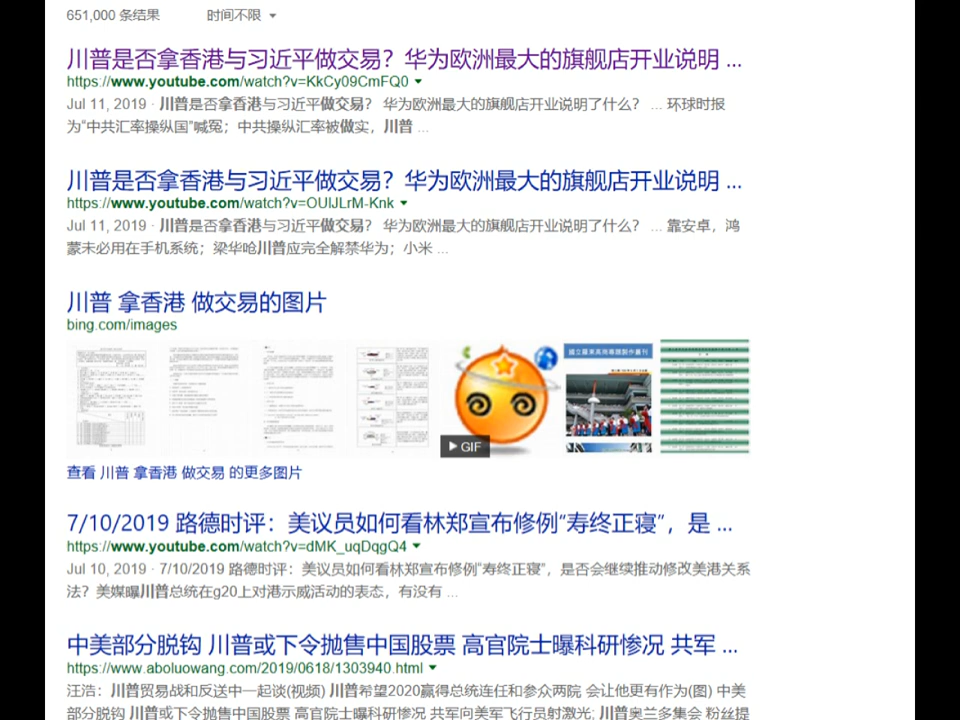 651,000 条结果 时间不限
川普是否拿香港与习近平做交易？华为欧洲最大的旗舰店开业说明 ...
https://www.youtube.com/watch?v=KkCy09CmFQ0
Jul 11, 2019 · 川普是否拿香港与习近平做交易？ 华为欧洲最大的旗舰店开业说明了什么？ ... 环球时报
为“中共汇率操纵国”喊冤；中共操纵汇率被做实，川普 ...
川普是否拿香港与习近平做交易？华为欧洲最大的旗舰店开业说明 ...
https://www.youtube.com/watch?v=OUlJLrM-Knk
Jul 11, 2019 · 川普是否拿香港与习近平做交易？ 华为欧洲最大的旗舰店开业说明了什么？ ... 靠安卓，鸿
蒙未必用在手机系统；梁华呛川普应完全解禁华为；小米 ...
川普 拿香港 做交易的图片
bing.com/images
GIF
查看 川普 拿香港 做交易 的更多图片
7/10/2019 路德时评：美议员如何看林郑宣布修例“寿终正寝”，是 ...
https://www.youtube.com/watch?v=dMK_uqDqgQ4
Jul 10, 2019 · 7/10/2019 路德时评：美议员如何看林郑宣布修例“寿终正寝”，是否会继续推动修改美港关系
法？美媒曝川普总统在g20上对港示威活动的表态，有没有 ...
中美部分脱钩 川普或下令抛售中国股票 高官院士曝科研惨况 共军 ...
https://www.aboluowang.com/2019/0618/1303940.html
汪浩：川普贸易战和反送中一起谈(视频) 川普希望2020赢得总统连任和参众两院 会让他更有作为(图) 中美
部分脱钩 川普或下令抛售中国股票 高官院士曝科研惨况 共军向美军飞行员射激光; 川普奥兰多集会 粉丝提